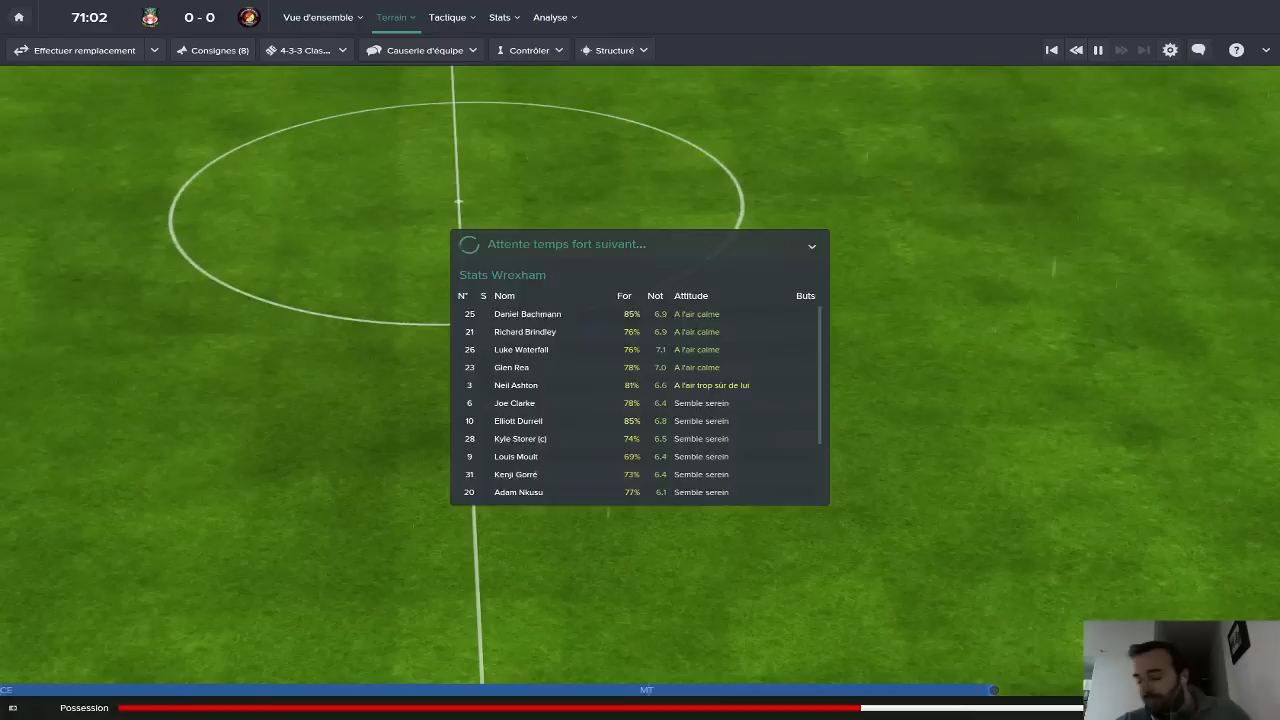 71:02 0 - 0 Vue d'ensemble Terrain Tactique Stats Analyse
Effectuer remplacement Consignes (8) 4-3-3 Clas... Causerie d'équipe Contrôler Structuré
Attente temps fort suivant...
Stats Wrexham
N° S Nom For Not Attitude Buts
25 Daniel Bachmann 85% 6.9 A l'air calme
21 Richard Brindley 76% 6.9 A l'air calme
26 Luke Waterfall 76% 7.1 A l'air calme
23 Glen Rea 78% 7.0 A l'air calme
3 Neil Ashton 81% 6.6 A l'air trop sûr de lui
6 Joe Clarke 78% 6.4 Semble serein
10 Elliott Durrell 85% 6.8 Semble serein
28 Kyle Storer (c) 74% 6.5 Semble serein
9 Louis Moult 69% 6.4 Semble serein
31 Kenji Gorré 73% 6.4 Semble serein
20 Adam Nkusu 77% 6.1 Semble serein
CE MT
Possession